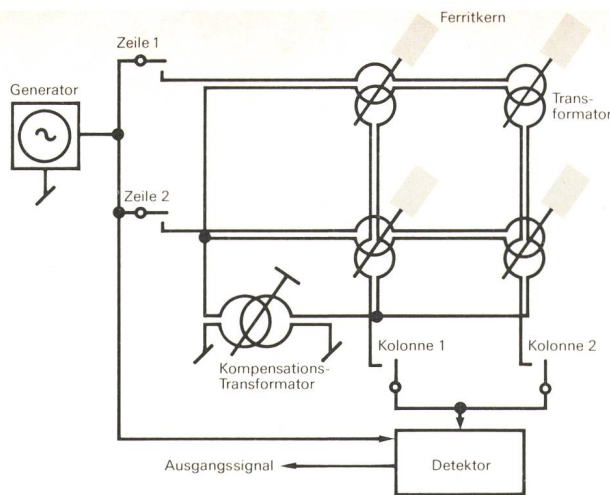 Ferritkern
Zeile 1
Generator
Trans-
formator
Zeile 2
Kolonne 1
Kolonne 2
Kompensations-
Transformator
Ausgangssignal
Detektor